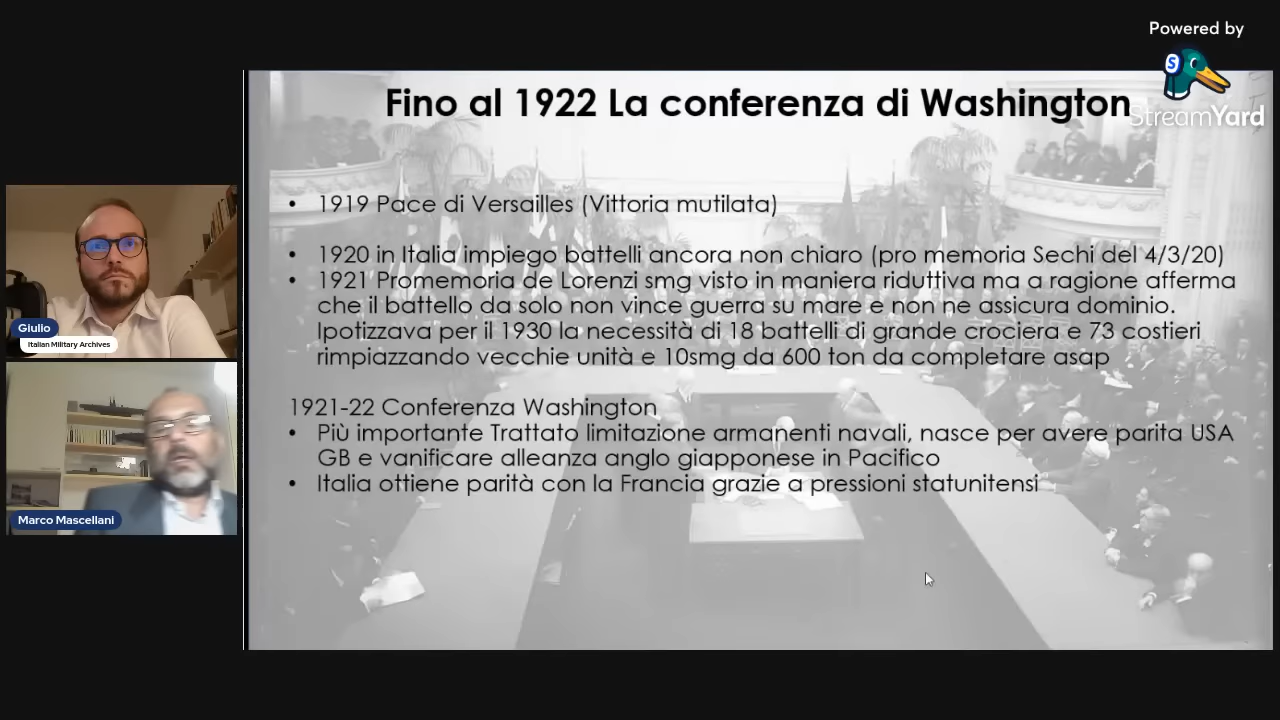 Powered by
StreamYard
Fino al 1922 La conferenza di Washington
• 1919 Pace di Versailles (Vittoria mutilata)
• 1920 in Italia impiego battelli ancora non chiaro (pro memoria Sechi del 4/3/20)
• 1921 Promemoria de Lorenzi smg visto in maniera riduttiva ma a ragione afferma
che il battello da solo non vince guerra su mare e non ne assicura dominio.
Ipotizzava per il 1930 la necessità di 18 battelli di grande crociera e 73 costieri
rimpiazzando vecchie unità e 10smg da 600 ton da completare asap
1921-22 Conferenza Washington
• Più importante Trattato limitazione armanenti navali, nasce per avere parita USA
GB e vanificare alleanza anglo giapponese in Pacifico
• Italia ottiene parità con la Francia grazie a pressioni statunitensi
Giulio
Italian Military Archives
Marco Mascellani